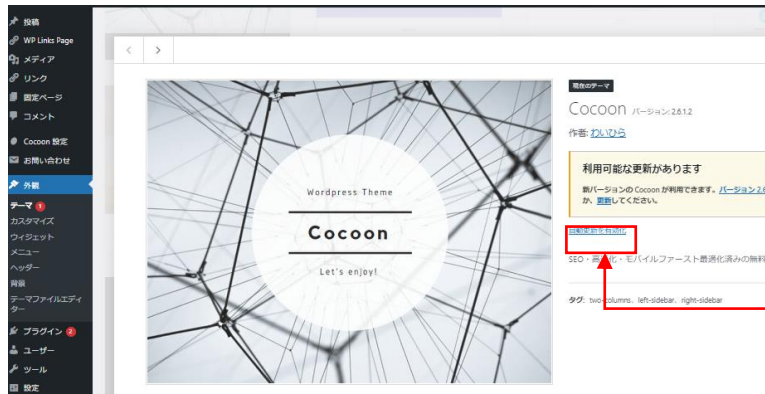 投稿
WP Links Page
メディア
リンク
固定ページ
コメント
Cocoon 設定
お問い合わせ
外観
テーマ 1
カスタマイズ
ウィジェット
メニュー
ヘッダー
背景
テーマファイルエディ
ター
プラグイン 2
ユーザー
ツール
設定
Wordpress Theme
Cocoon
Let's enjoy!
現在のテーマ
Cocoon バージョン: 2.6.1.2
作者: わいひら
利用可能な更新があります
新バージョンの Cocoon が利用できます。バージョン 2.
か、更新してください。
自動更新を有効化
SEO・高速化・モバイルファースト最適化済みの無料
タグ: two-columns、left-sidebar、right-sidebar